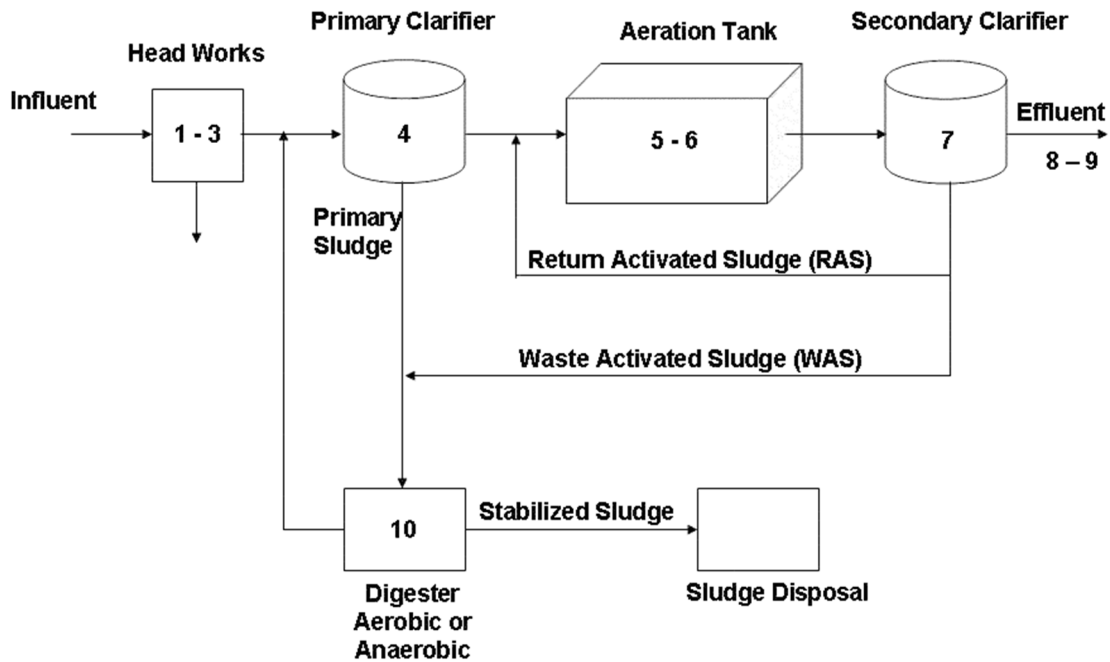 Primary Clarifier
Aeration Tank
Secondary Clarifier
Head Works
Influent
Effluent
1 - 3
4
5 - 6
7
8 – 9
Primary
Sludge
Return Activated Sludge (RAS)
Waste Activated Sludge (WAS)
10
Stabilized Sludge
Digester
Aerobic or
Anaerobic
Sludge Disposal